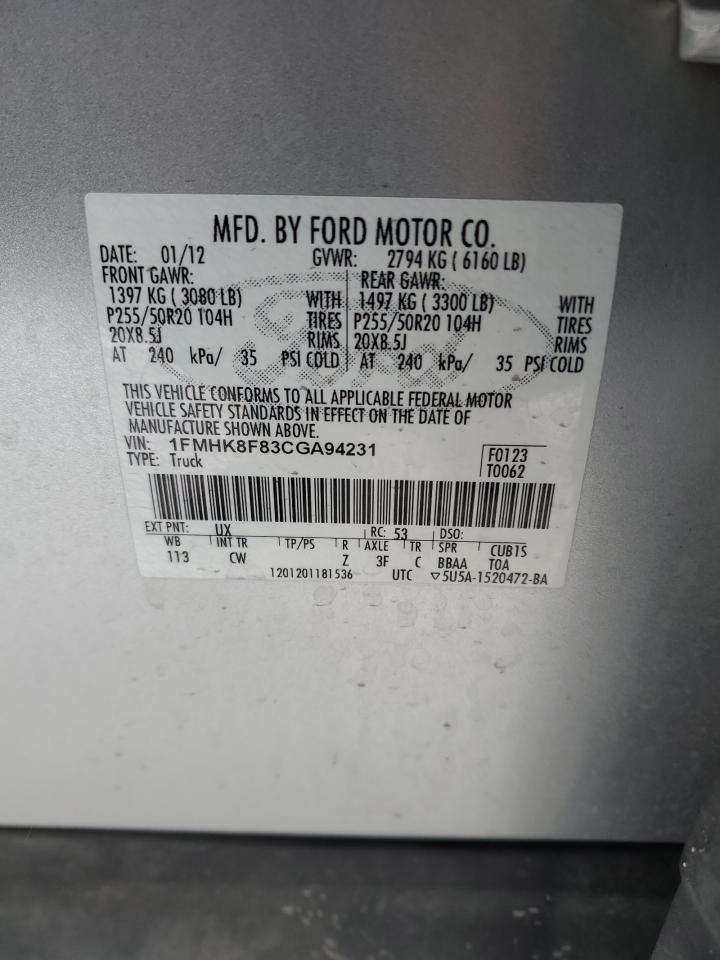 MFD. BY FORD MOTOR CO.
DATE: 01/12 GVWR: 2794 KG ( 6160 LB)
FRONT GAWR: REAR GAWR:
1397 KG ( 3080 LB) WITH 1497 KG ( 3300 LB) WITH
P255/50R20 104H TIRES P255/50R20 104H TIRES
20X8.5J RIMS 20X8.5J RIMS
AT 240 kPa/ 35 PSI COLD AT 240 kPa/ 35 PSI COLD
Ford
THIS VEHICLE CONFORMS TO ALL APPLICABLE FEDERAL MOTOR
VEHICLE SAFETY STANDARDS IN EFFECT ON THE DATE OF
MANUFACTURE SHOWN ABOVE.
VIN: 1FMHK8F83CGA94231 F0123
TYPE: Truck T0062
EXT PNT: UX RC: 53 DSO:
WB INT TR TP/PS R AXLE TR SPR CUB1S
113 CW Z 3F C BBAA TOA
1201201181536 UTC ▽5U5A-1520472-BA